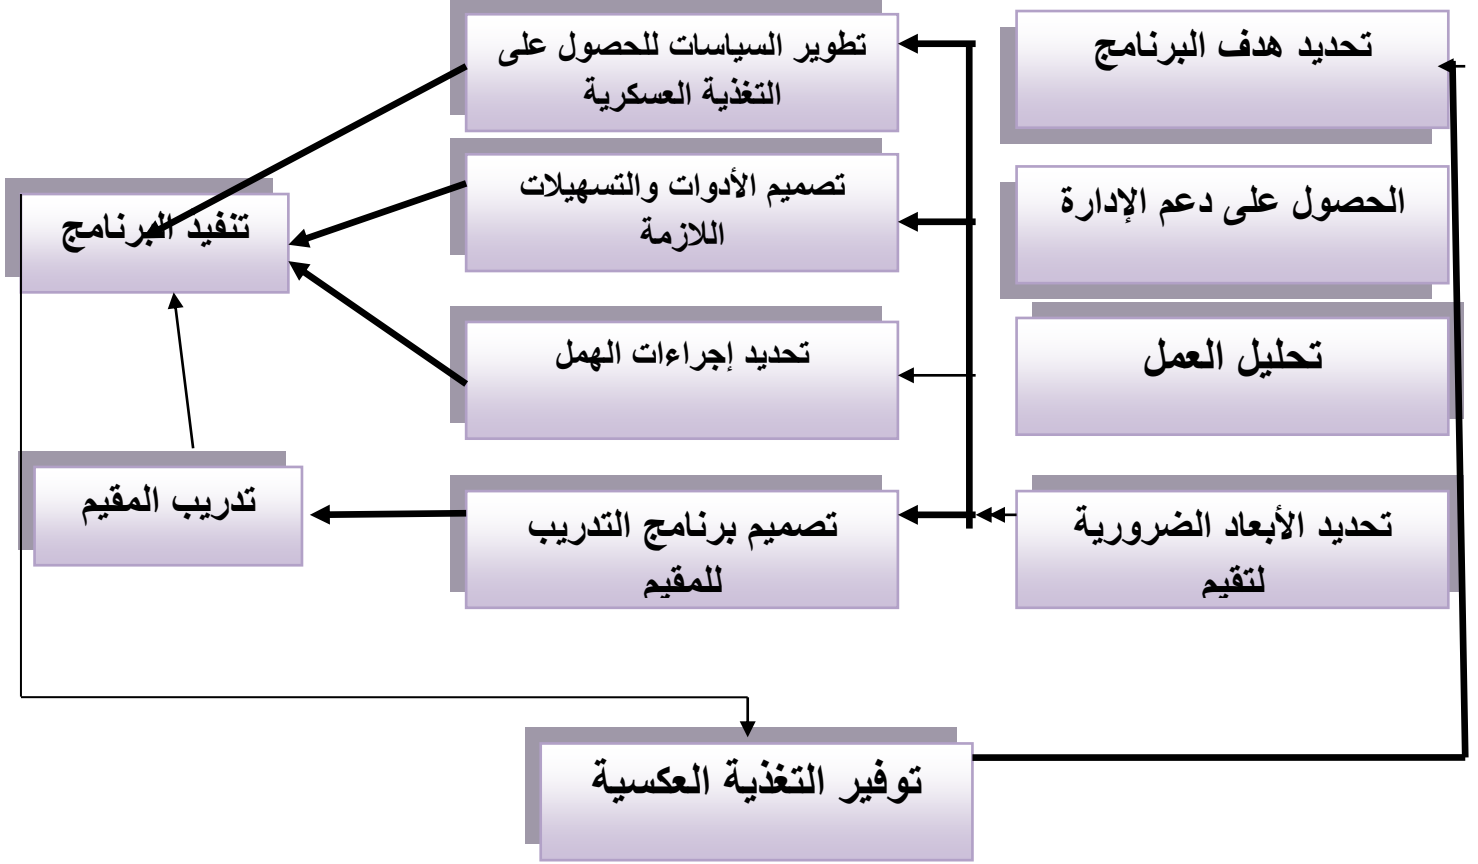 تحديد هدف البرنامج
الحصول على دعم الإدارة
تحليل العمل
تحديد الأبعاد الضرورية
لتقيم
تطوير السياسات للحصول على
التغذية العسكرية
تصميم الأدوات والتسهيلات
اللازمة
تحديد إجراءات الهمل
تصميم برنامج التدريب
للمقيم
تنفيد البرنامج
تدريب المقيم
توفير التغذية العكسية